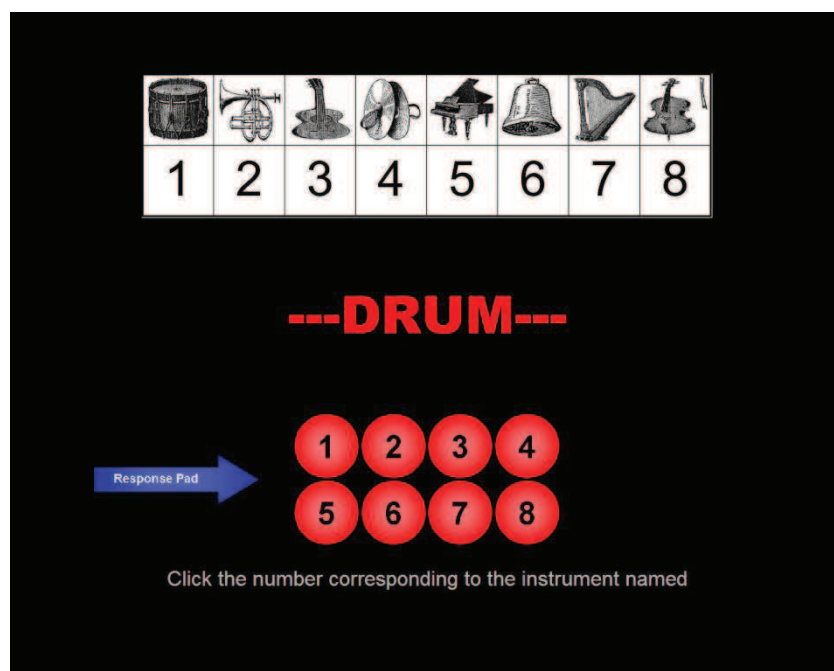 1 2 3 4 5 6 7 8
---DRUM---
1 2 3 4
Response Pad
5 6 7 8
Click the number corresponding to the instrument named